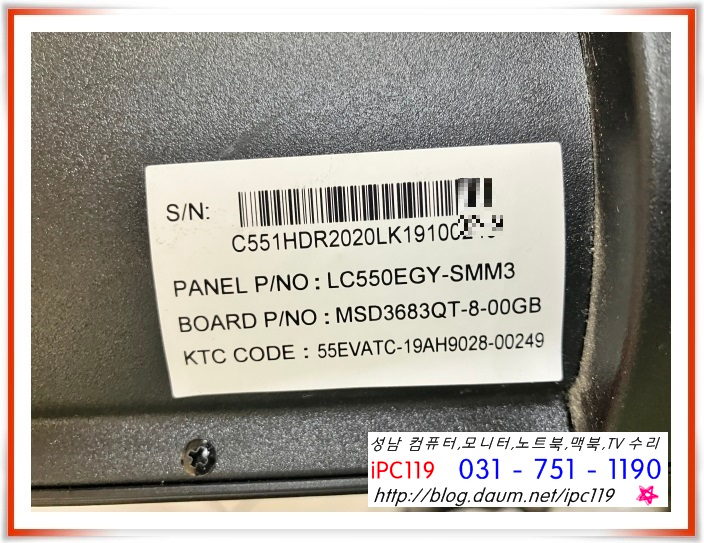 S/N:
C551HDR2020LK19100
PANEL P/NO : LC550EGY-SMM3
BOARD P/NO : MSD3683QT-8-00GB
KTC CODE : 55EVATC-19AH9028-00249
성남 컴퓨터,모니터,노트북,맥북,TV 수리
iPC119 031 - 751 - 1190
http://blog.daum.net/ipc119